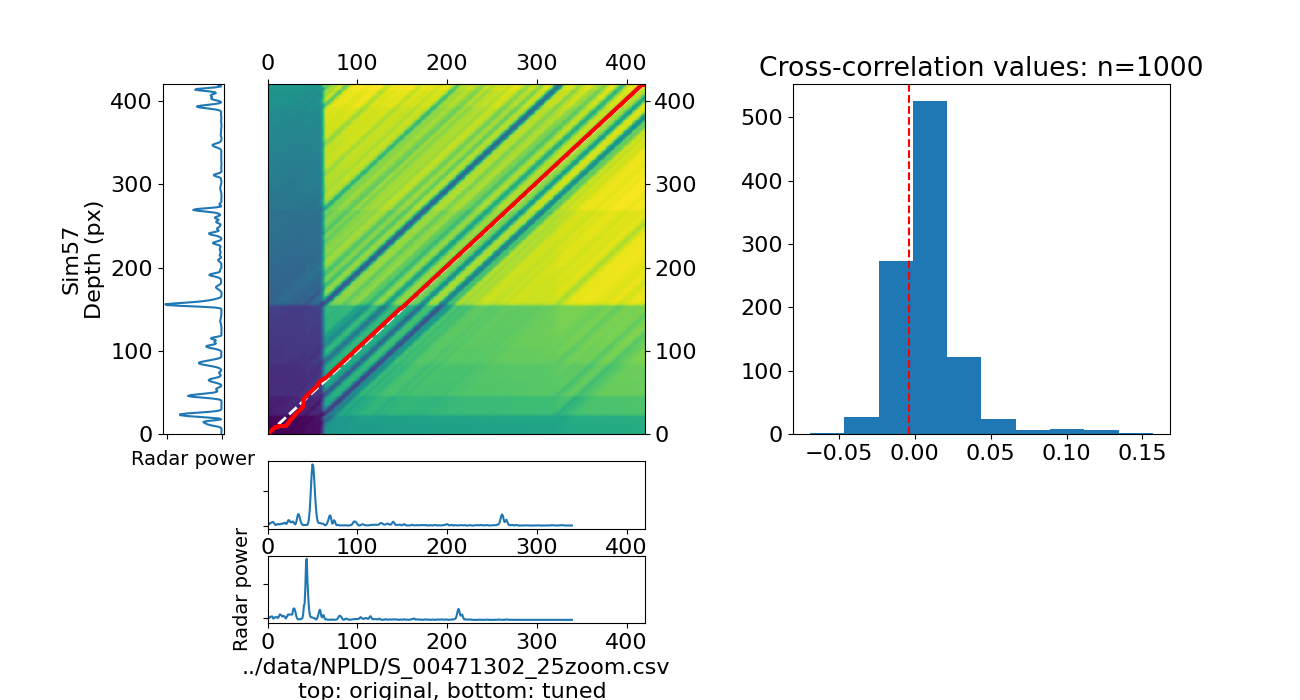 0 100 200 300 400
Cross-correlation values: n=1000
400
300
200
100
0
Sim57
Depth (px)
Radar power
400
300
200
100
0
500
400
300
200
100
0
−0.05 0.00 0.05 0.10 0.15
0 100 200 300 400
Radar power
0 100 200 300 400
../data/NPLD/S_00471302_25zoom.csv
top: original, bottom: tuned